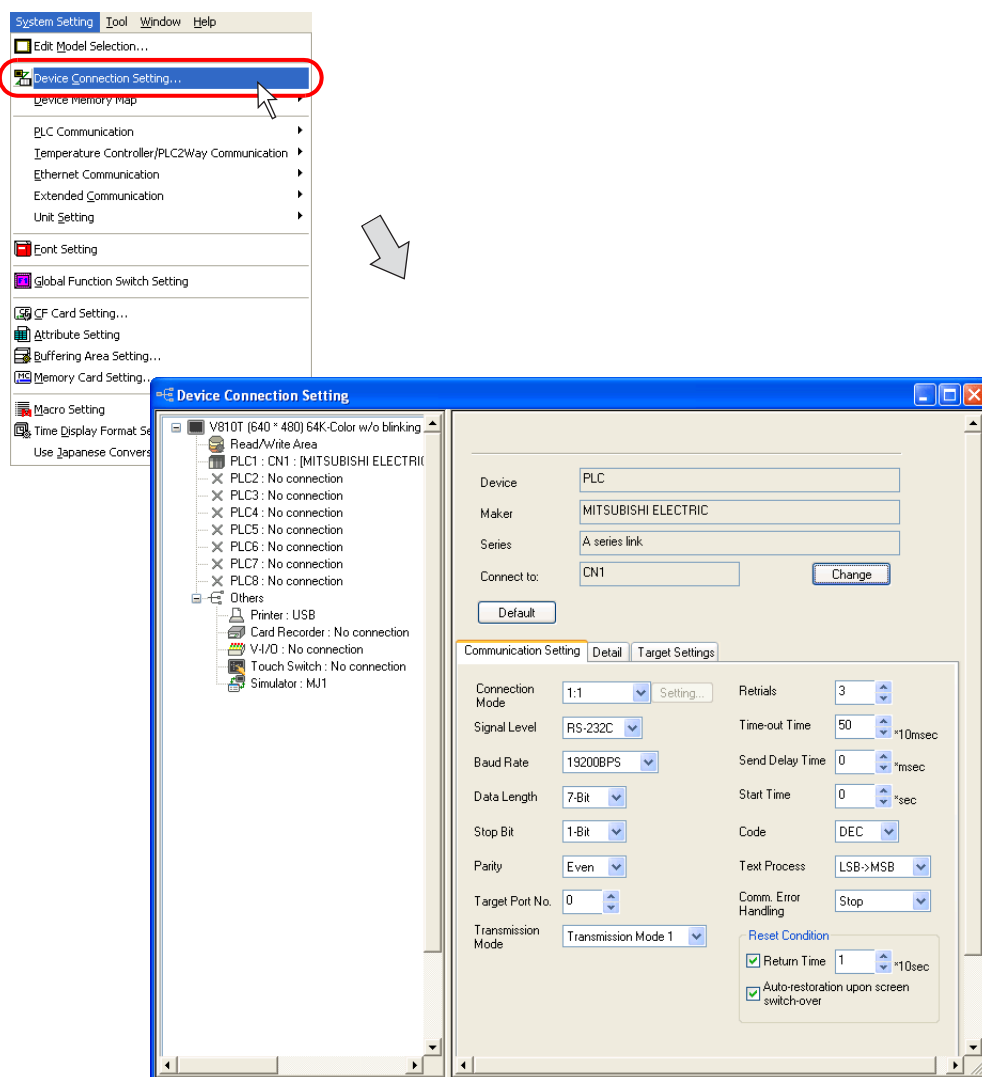 System Setting Tool Window Help
Edit Model Selection...
Device Connection Setting...
Device Memory Map
PLC Communication
Temperature Controller/PLC2Way Communication
Ethernet Communication
Extended Communication
Unit Setting
Font Setting
Global Function Switch Setting
CF Card Setting...
Attribute Setting
Buffering Area Setting...
Memory Card Setting...
Macro Setting
Time Display Format Se
Use Japanese Convers
Device Connection Setting
V810T (640 * 480) 64K-Color w/o blinking
Read/Write Area
PLC1 : CN1 : [MITSUBISHI ELECTRI
PLC2 : No connection
PLC3 : No connection
PLC4 : No connection
PLC5 : No connection
PLC6 : No connection
PLC7 : No connection
PLC8 : No connection
Others
Printer : USB
Card Recorder : No connection
V-I/O : No connection
Touch Switch : No connection
Simulator : MJ1
Device PLC
Maker MITSUBISHI ELECTRIC
Series A series link
Connect to: CN1 Change
Default
Communication Setting Detail Target Settings
Connection Mode 1:1 Setting...
Signal Level RS-232C
Baud Rate 19200BPS
Data Length 7-Bit
Stop Bit 1-Bit
Parity Even
Target Port No. 0
Transmission Mode Transmission Mode 1
Retrials 3
Time-out Time 50 *10msec
Send Delay Time 0 *msec
Start Time 0 *sec
Code DEC
Text Process LSB->MSB
Comm. Error Handling Stop
Reset Condition
Return Time 1 *10sec
Auto-restoration upon screen
switch-over